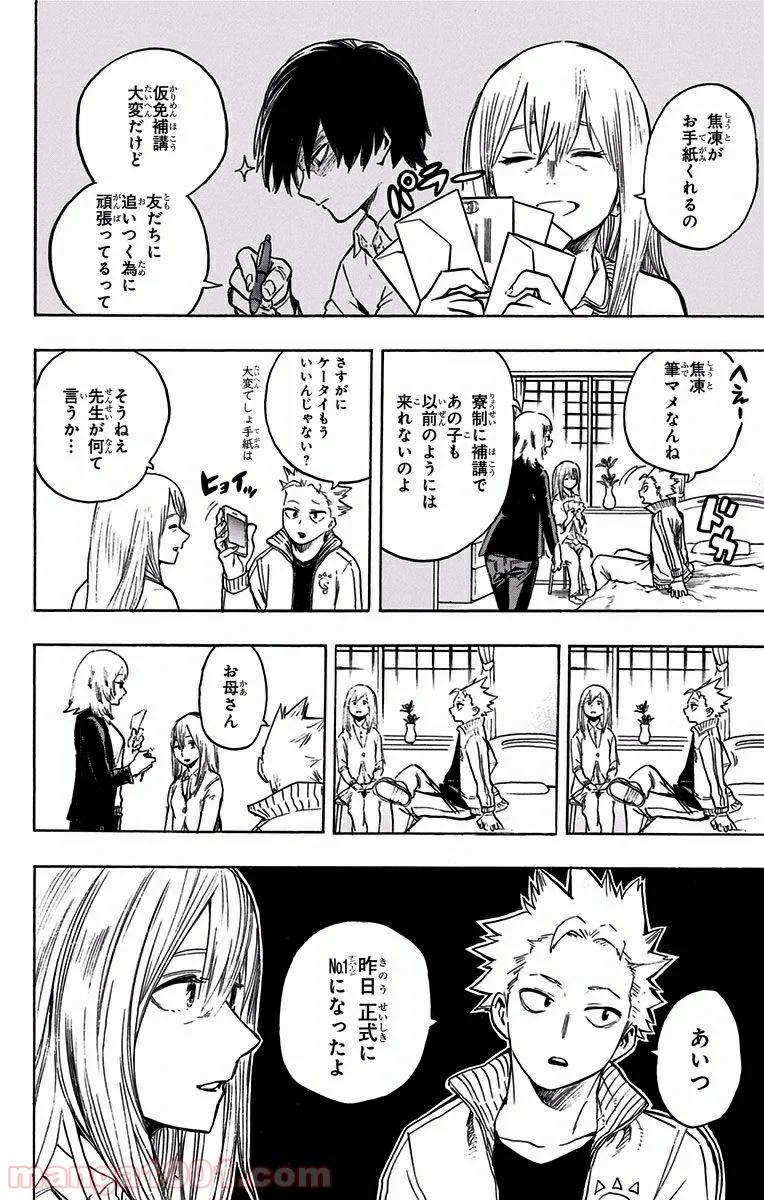 焦凍が
お手紙くれるの
パラー
仮免補講
大変だけど
友だちに
追いつく為に
頑張ってるって
へえー
焦凍
筆マメなんね
ドカッ
寮制に補講で
あの子も
以前のようには
来れないのよ
さすがに
ケータイもう
いいんじゃない?
大変でしょ手紙は
ヒョイッ
そうねえ
先生が何て
言うか…
お母さん
あいつ
昨日 正式に
No.1になったよ
manga1001.com